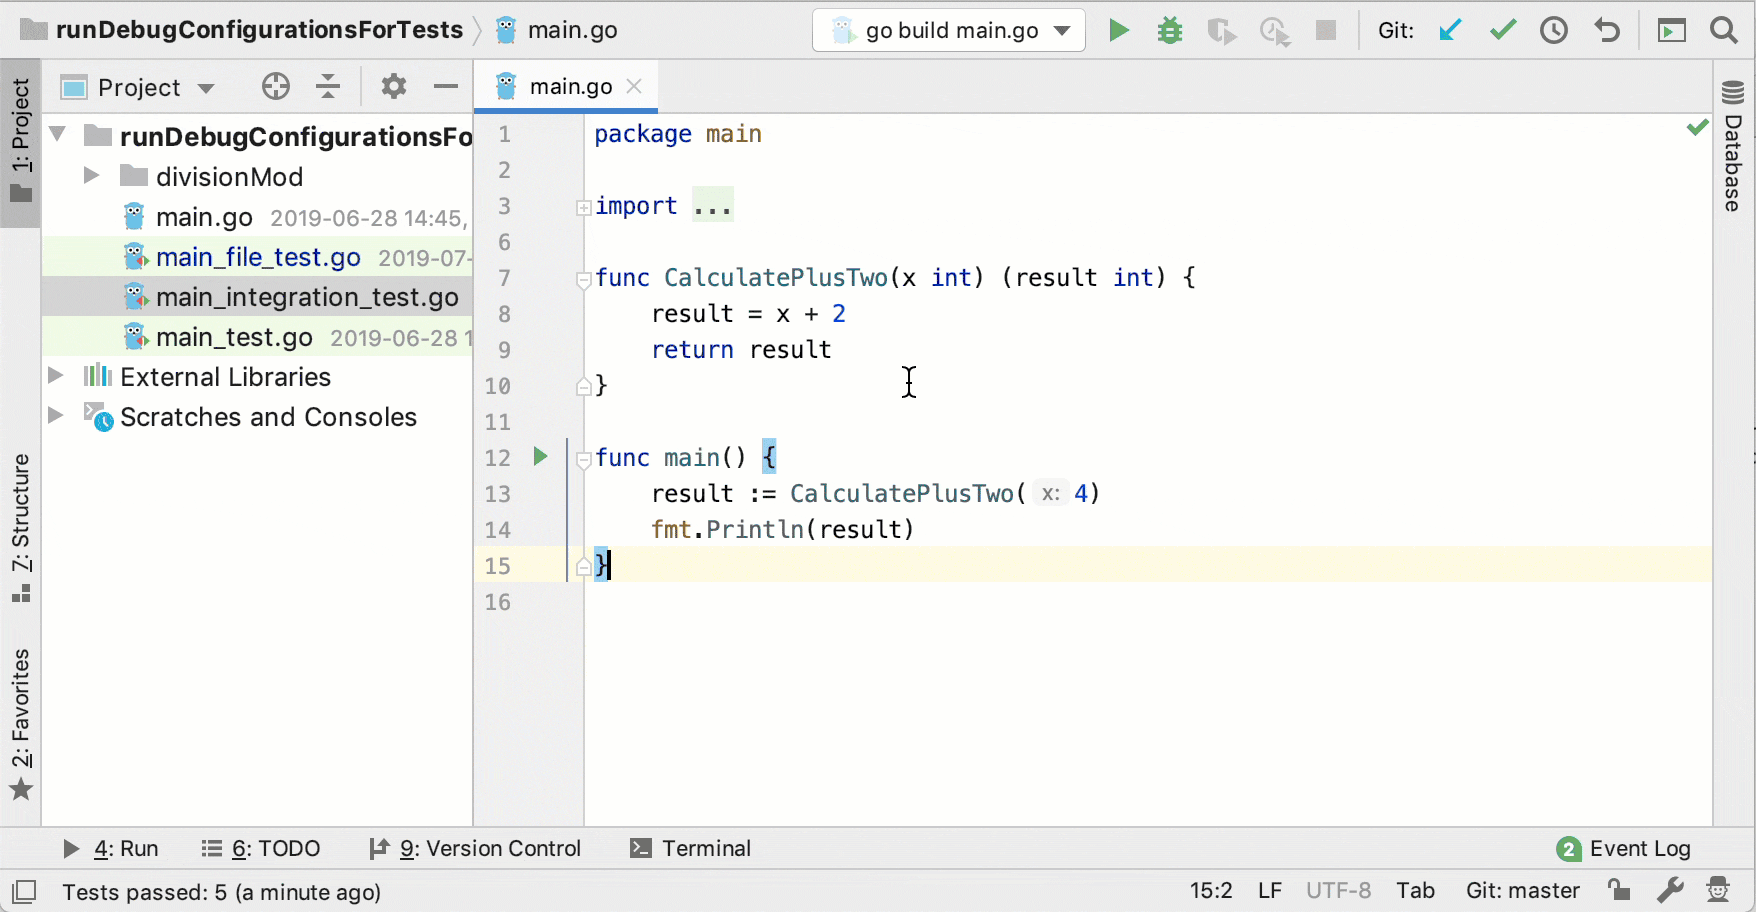 runDebugConfigurationsForTests
main.go
go build main.go
Git:
1: Project
Project
runDebugConfigurationsFo
divisionMod
main.go 2019-06-28 14:45,
main_file_test.go 2019-07-
main_integration_test.go
main_test.go 2019-06-28 1
External Libraries
Scratches and Consoles
7: Structure
2: Favorites
main.go
1 package main
2
3 import ...
6
7 func CalculatePlusTwo(x int) (result int) {
8 result = x + 2
9 return result
10 }
11
12 func main() {
13 result := CalculatePlusTwo( x: 4)
14 fmt.Println(result)
15 }
16
Database
4: Run
6: TODO
9: Version Control
Terminal
2 Event Log
Tests passed: 5 (a minute ago)
15:2
LF
UTF-8
Tab
Git: master